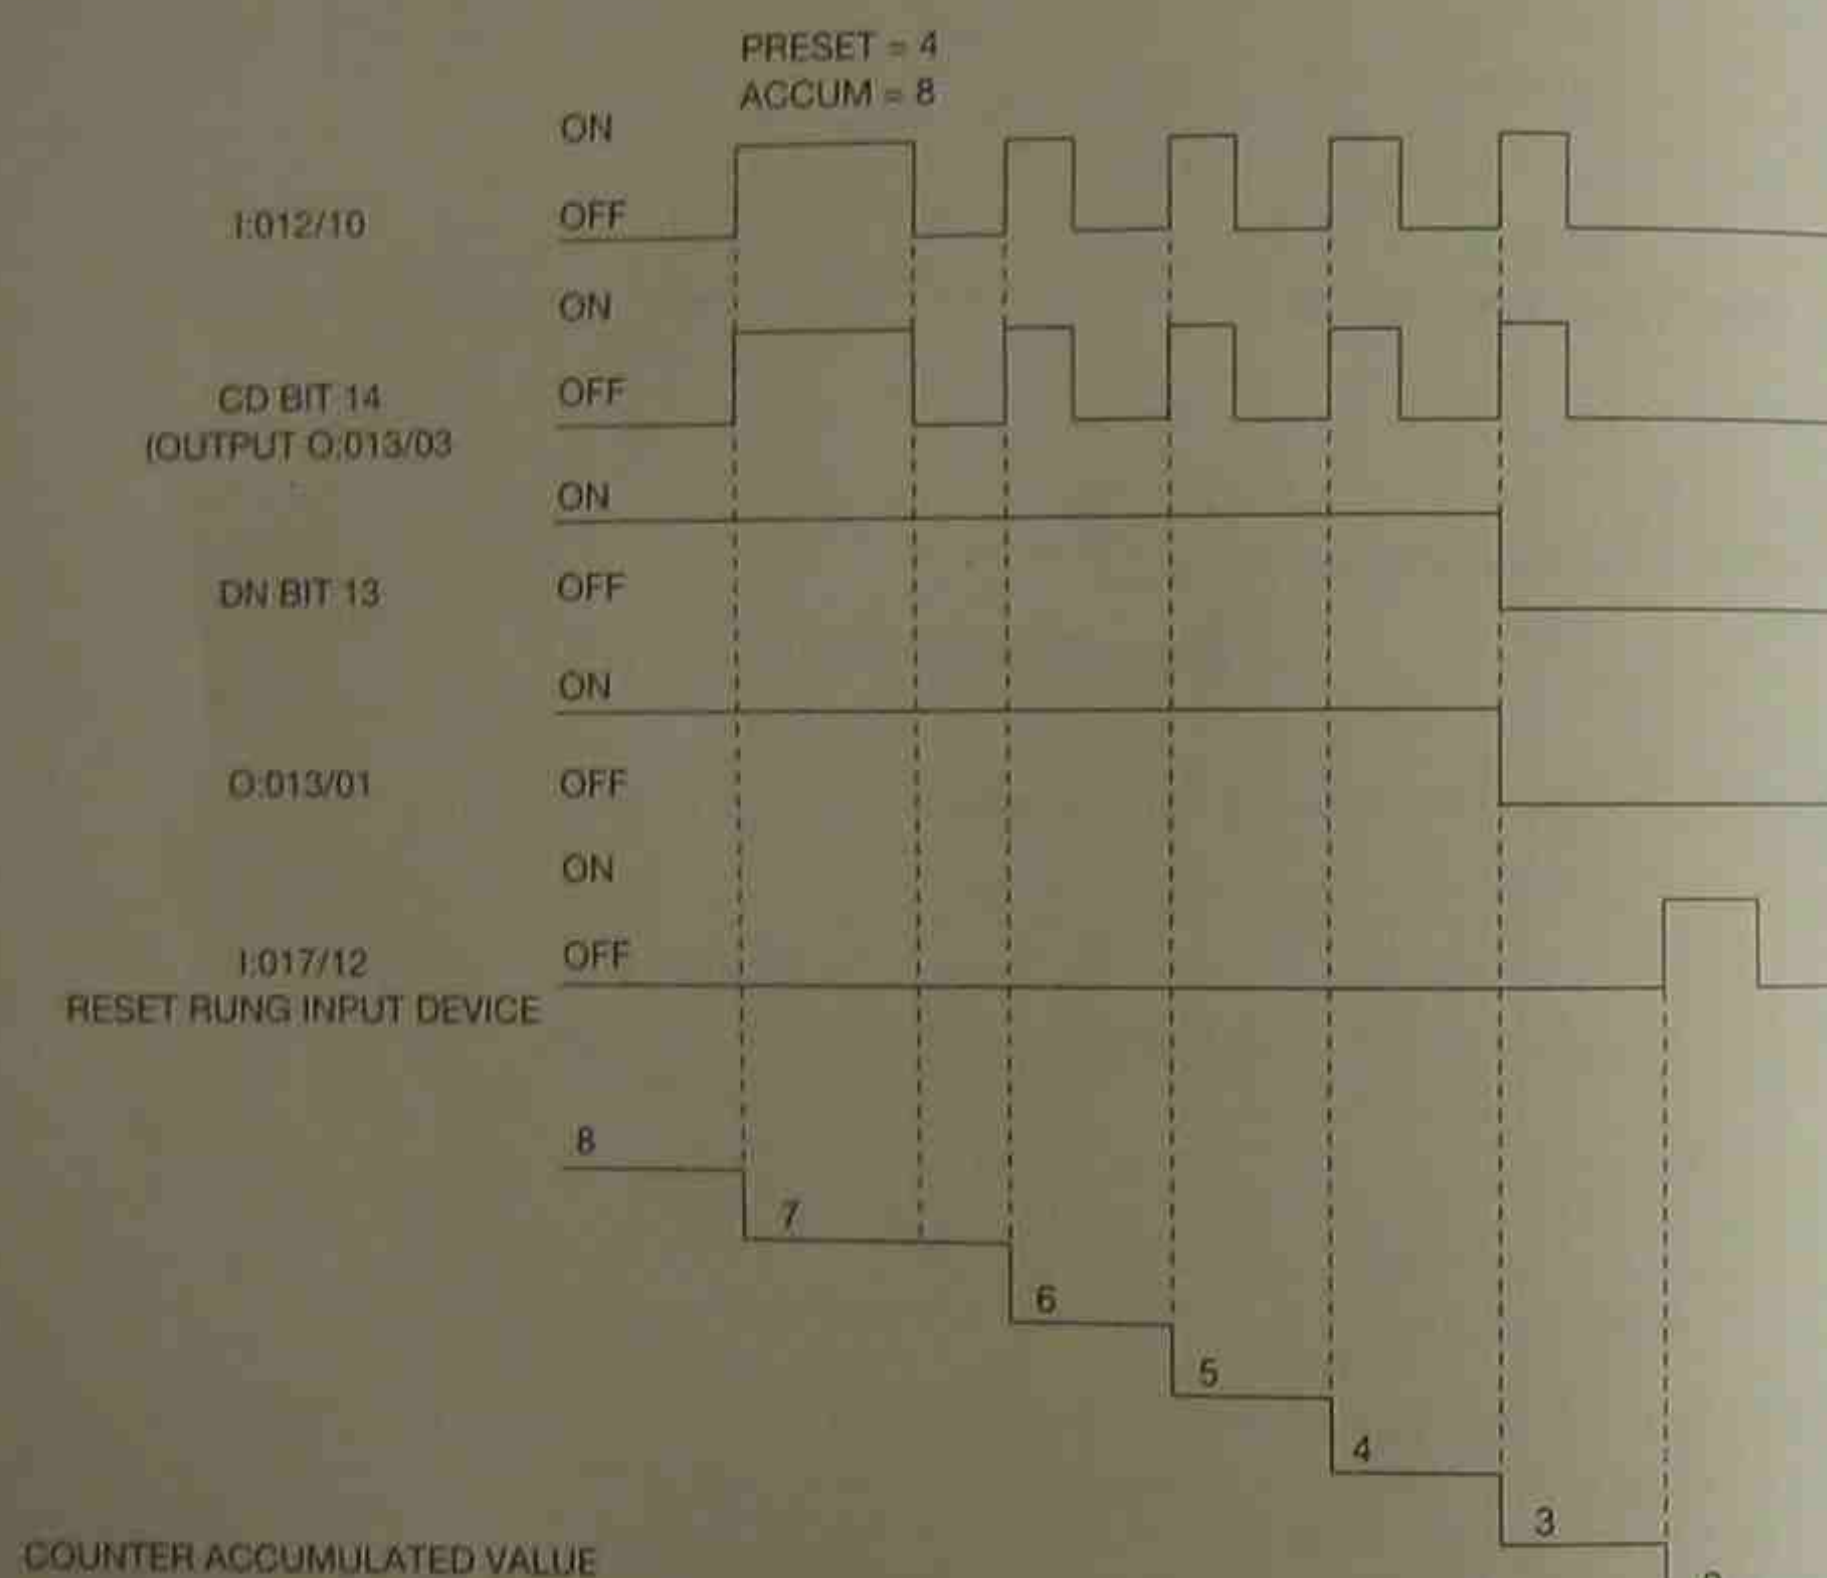 PRESET = 4
ACCUM = 8
ON
I:012/10
OFF
ON
CD BIT 14
(OUTPUT O:013/03
OFF
ON
DN BIT 13
OFF
ON
O:013/01
OFF
ON
I:017/12
RESET RUNG INPUT DEVICE
OFF
8
7
6
5
4
3
COUNTER ACCUMULATED VALUE